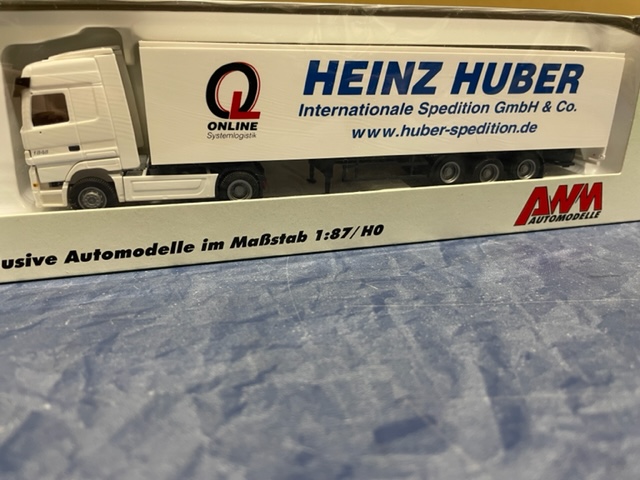 HEINZ HUBER
Internationale Spedition GmbH & Co.
www.huber-spedition.de
QL
ONLINE
Systemlogistik
AWM
AUTOMODELLE
usive Automodelle im Maßstab 1:87/H0